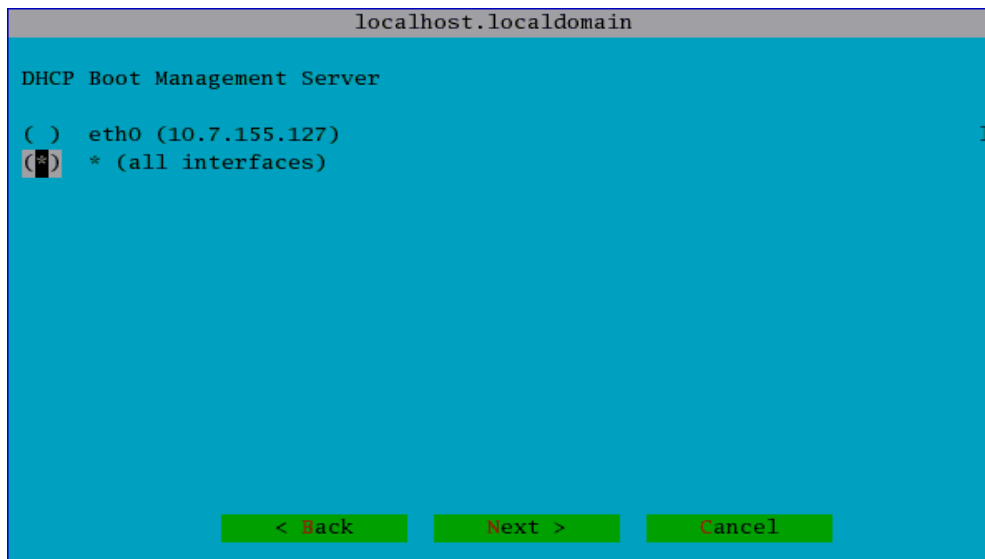 localhost.localdomain
DHCP Boot Management Server
( ) eth0 (10.7.155.127)
(*) * (all interfaces)
< Back Next > Cancel